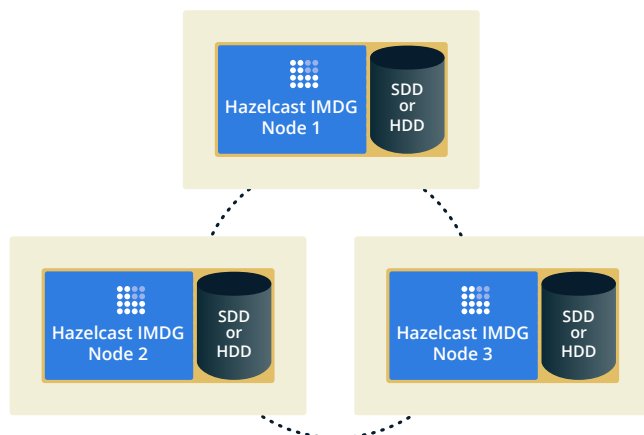 Hazelcast IMDG
Node 1
SDD
or
HDD
Hazelcast IMDG
Node 2
SDD
or
HDD
Hazelcast IMDG
Node 3
SDD
or
HDD